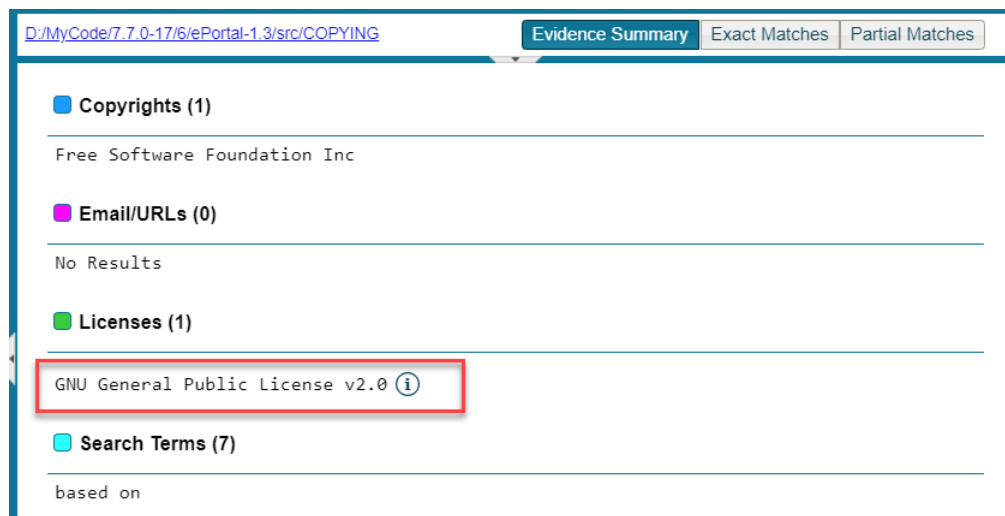 D:/MyCode/7.7.0-17/6/ePortal-1.3/src/COPYING Evidence Summary Exact Matches Partial Matches
Copyrights (1)
Free Software Foundation Inc
Email/URLs (0)
No Results
Licenses (1)
GNU General Public License v2.0 i
Search Terms (7)
based on